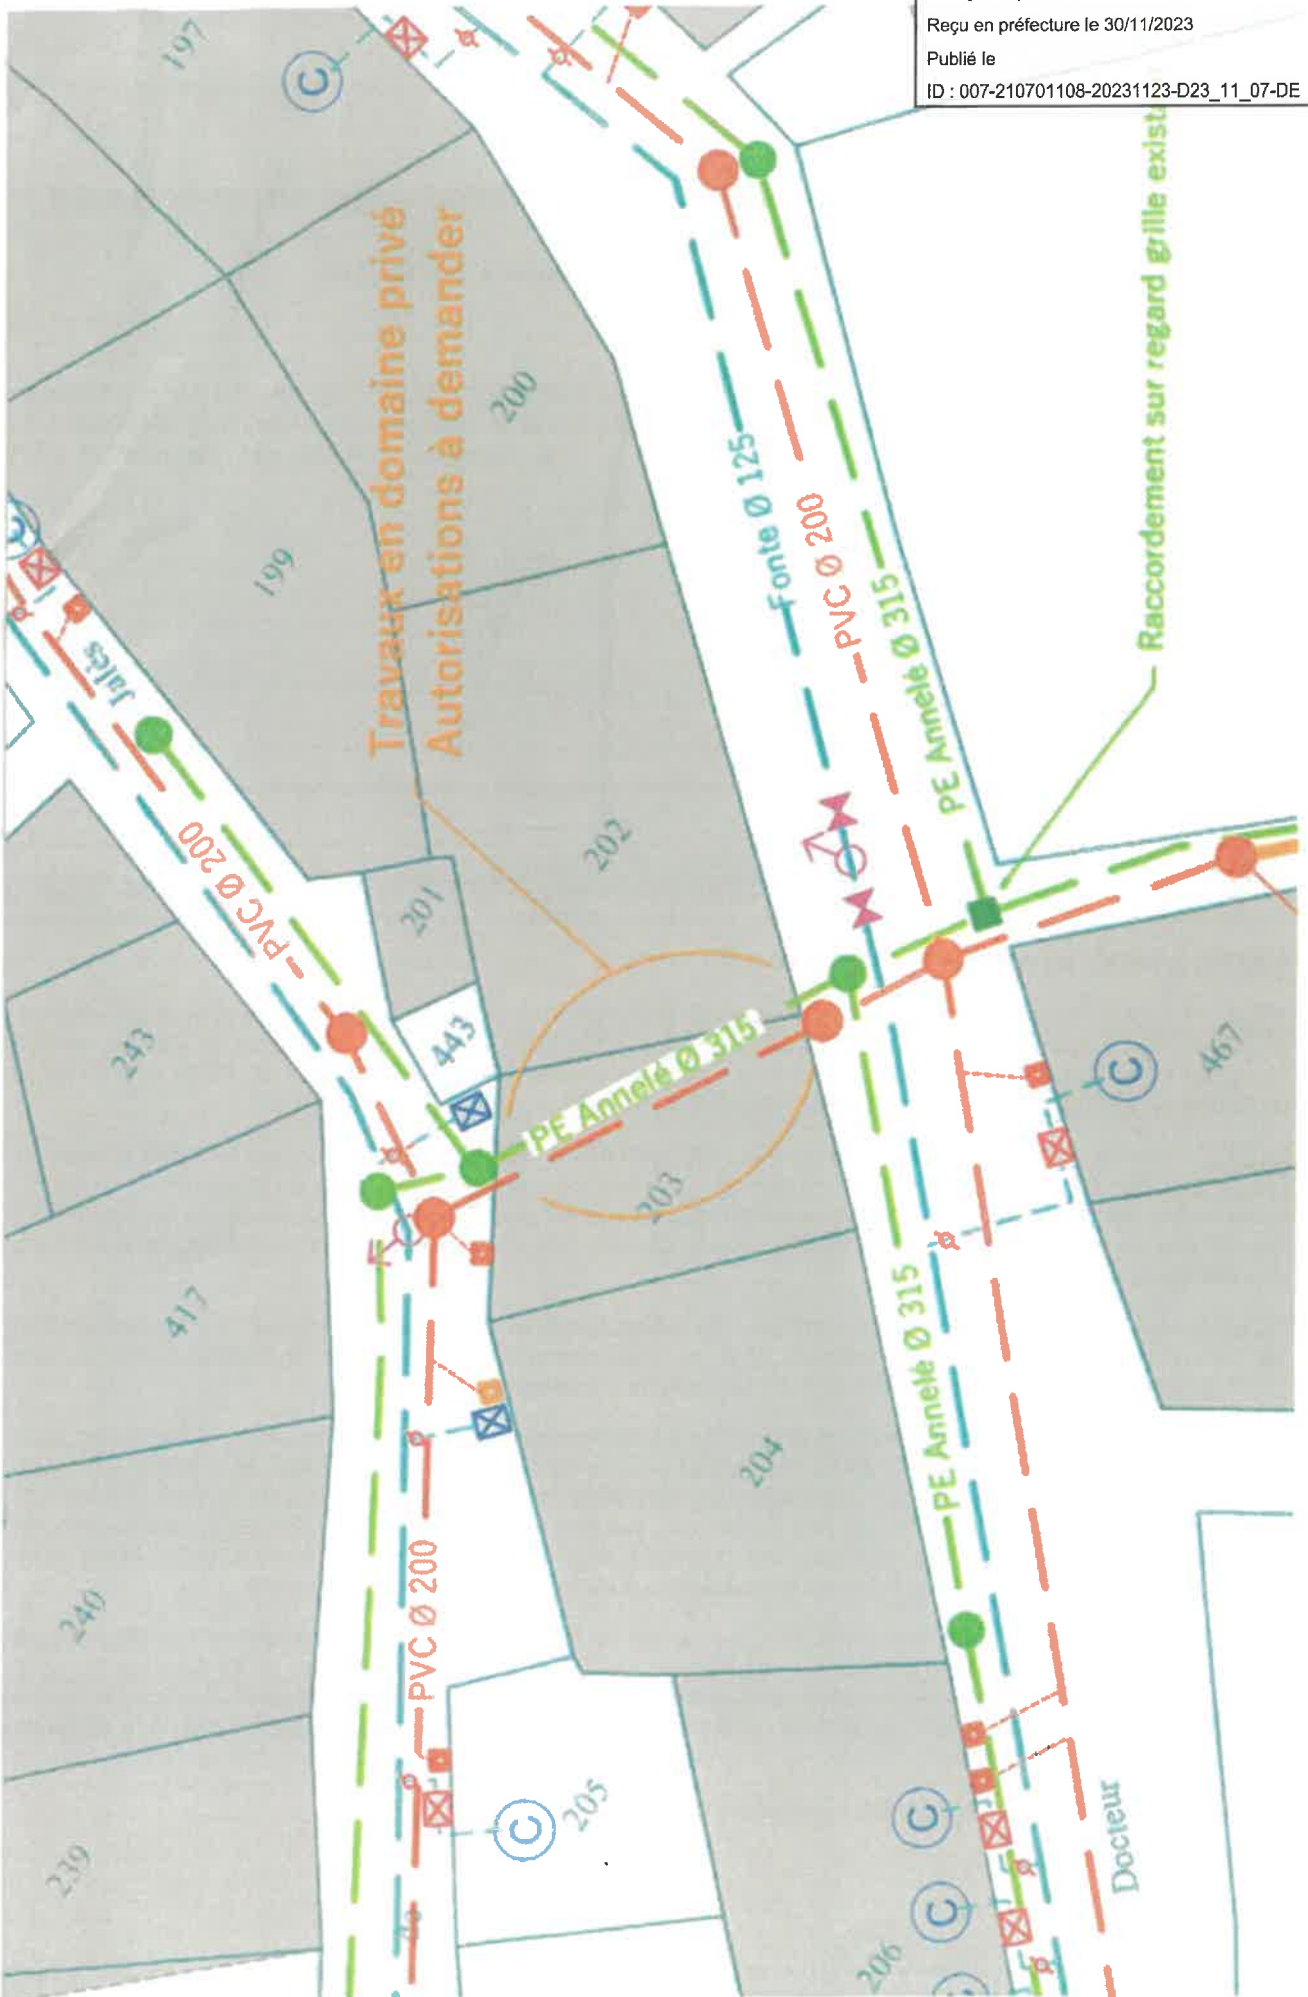 Reçu en préfecture le 30/11/2023
Publié le
ID : 007-210701108-20231123-D23_11_07-DE
197
C
Travaux en domaine privé
Autorisations à demander
200
199
C
Jalès
PVC Ø 200
Fonte Ø 125
PVC Ø 200
PE Annelé Ø 315
Raccordement sur regard grille
202
201
443
243
PE Annelé Ø 315
203
C
467
413
PE Annelé Ø 315
204
PVC Ø 200
240
205
C
239
C
C
206
Docteur